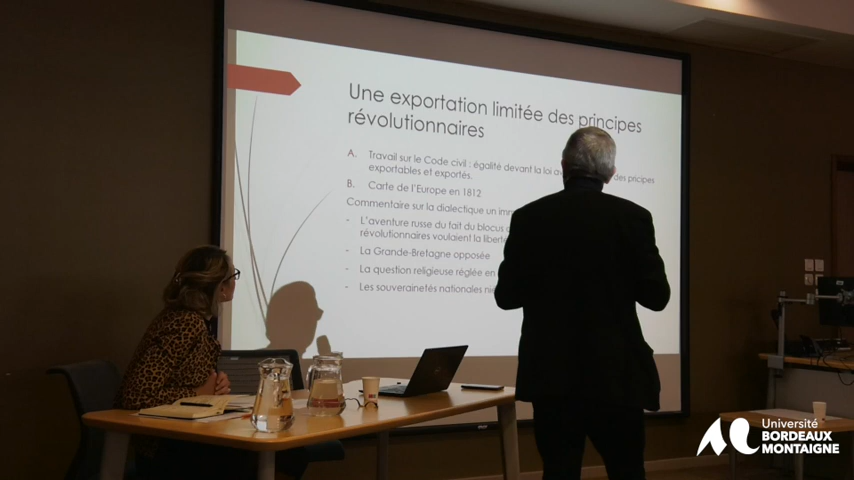 Une exportation limitée des principes
révolutionnaires
A. Travail sur le Code civil : égalité devant la loi des pricipes
exportables et exportés.
B. Carte de l'Europe en 1812
Commentaire sur la dialectique un
- L'aventure russe du fait du blocus
révolutionnaires voulaient la
- La Grande-Bretagne opposée
- La question religieuse réglée en
- Les souverainetés nationales
Université
BORDEAUX
MONTAIGNE